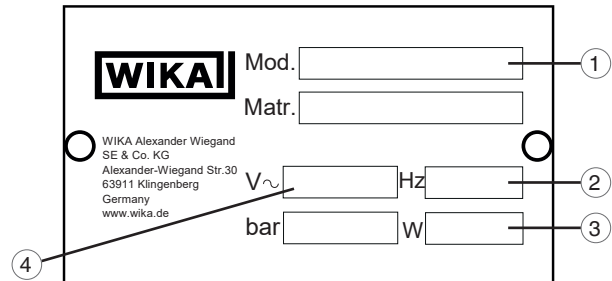 WIKA
Mod.
1
Matr.
WIKA Alexander Wiegand
SE & Co. KG
Alexander-Wiegand Str.30
63911 Klingenberg
Germany
www.wika.de
V~ Hz
2
bar W
3
4